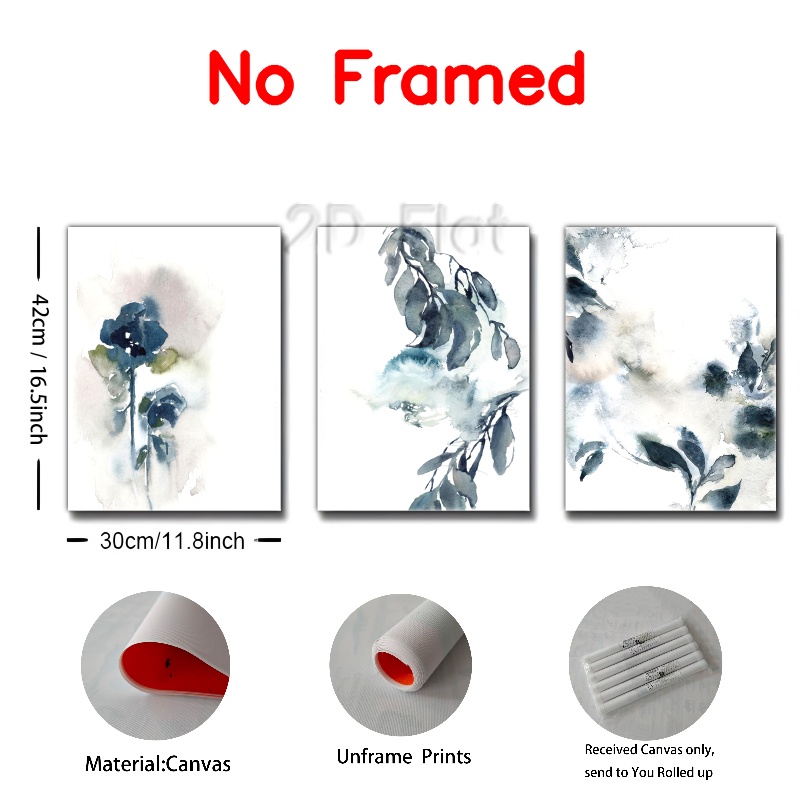 No Framed
2P Flat
42cm / 16.5inch
30cm/11.8inch
Material:Canvas
Unframe Prints
Received Canvas only,
send to You Rolled up